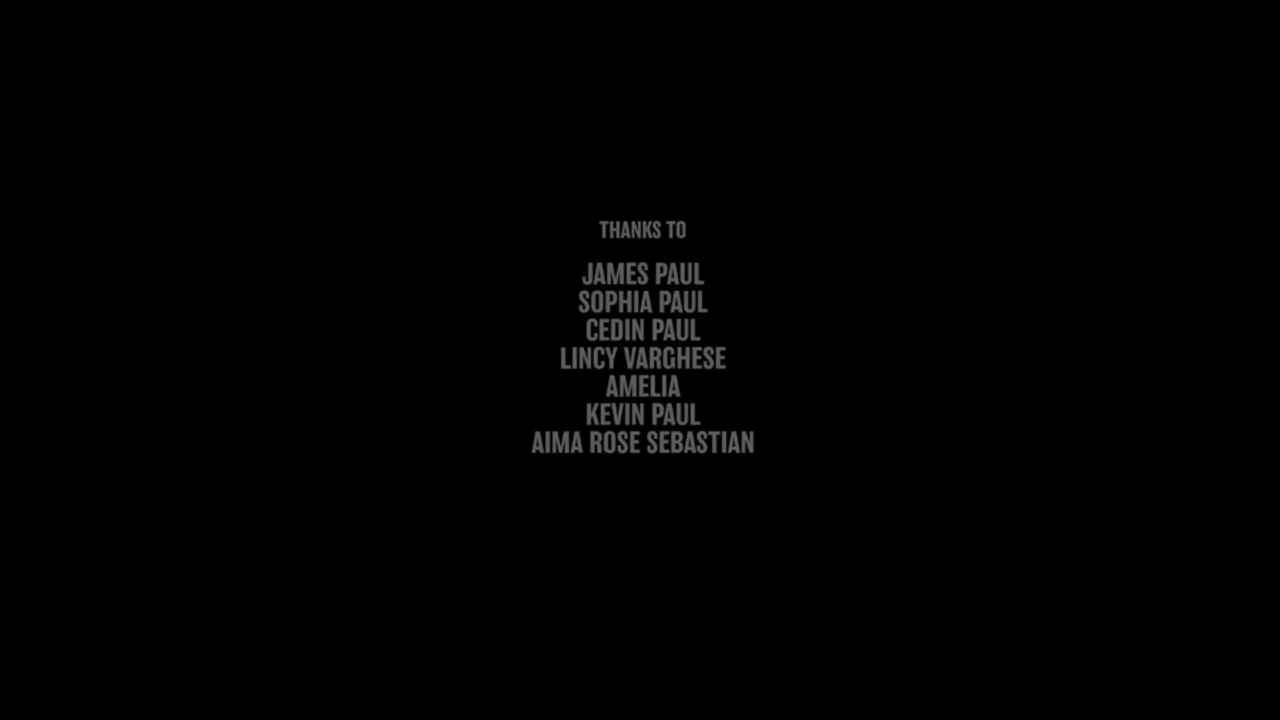 THANKS TO
JAMES PAUL
SOPHIA PAUL
CEDIN PAUL
LINCY VARGHESE
AMELIA
KEVIN PAUL
AIMA ROSE SEBASTIAN